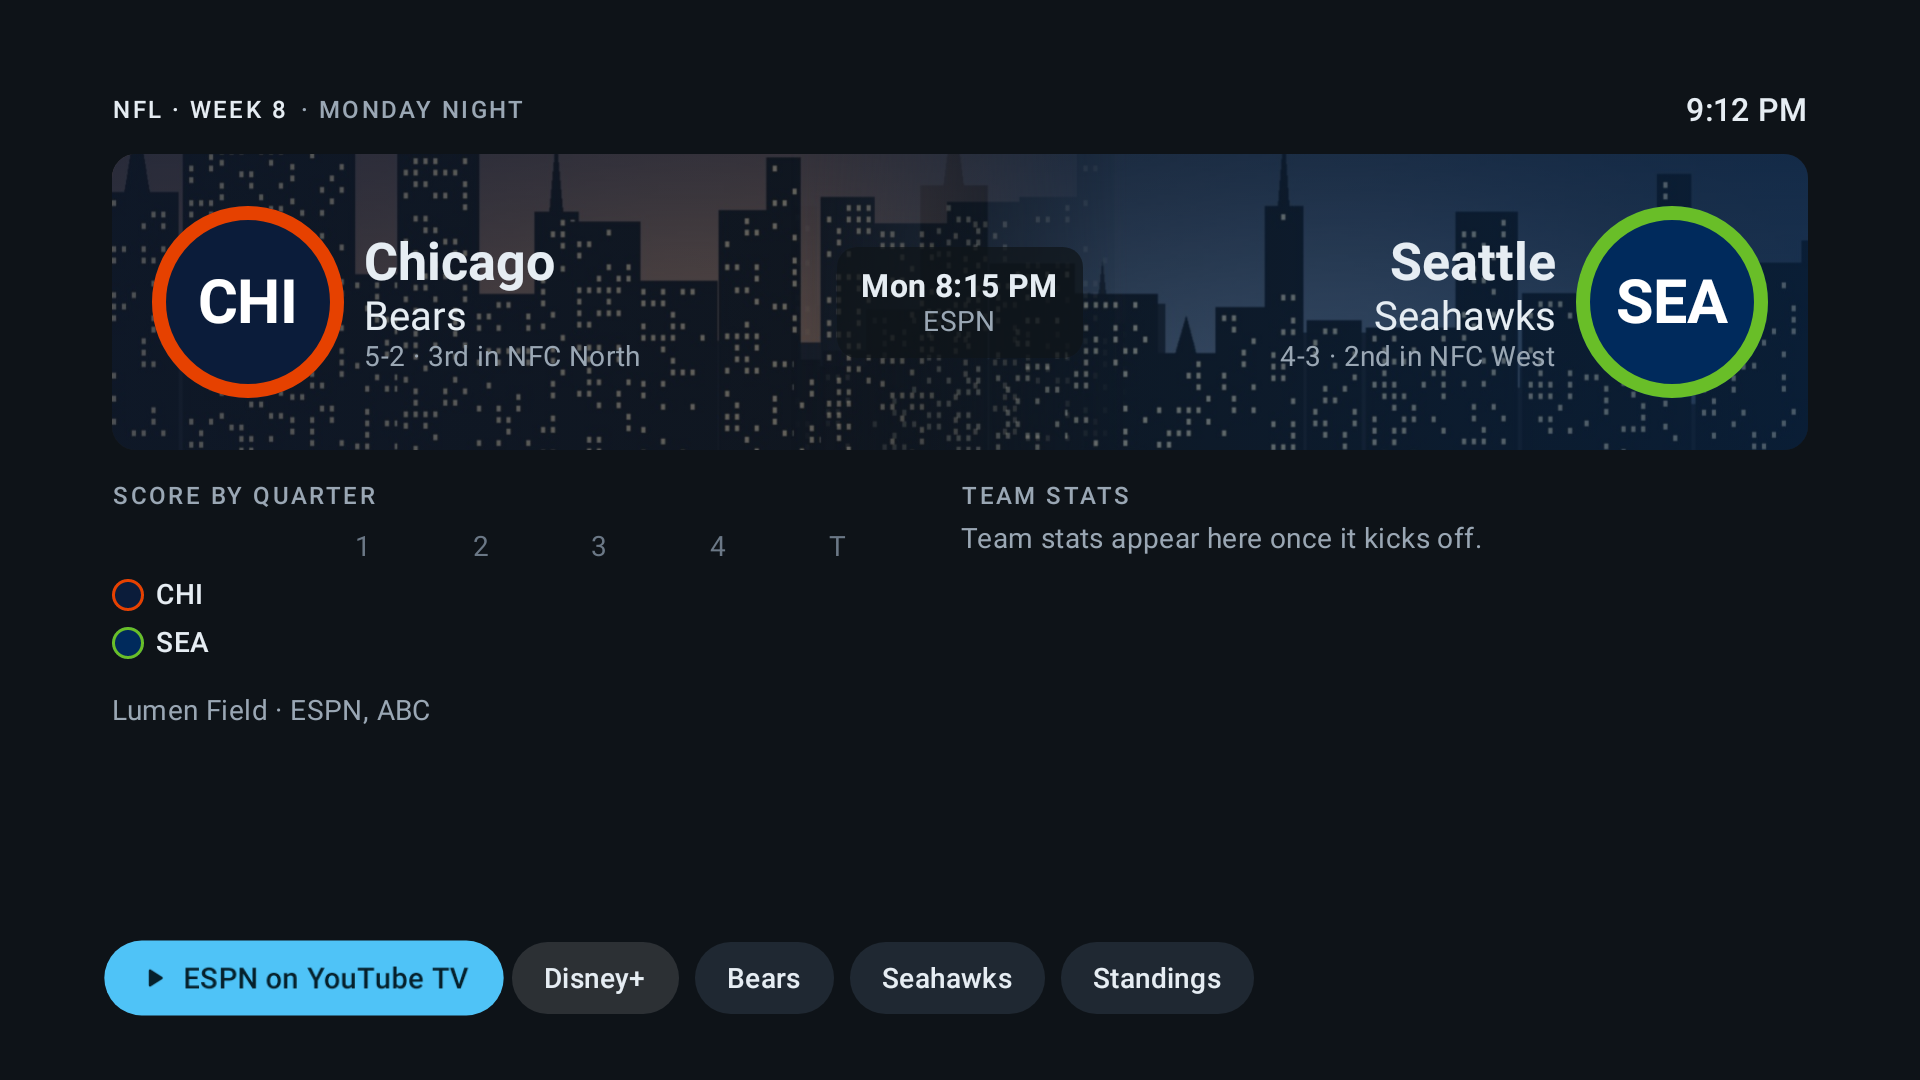 NFL · WEEK 8 · MONDAY NIGHT
9:12 PM
CHI
Chicago
Bears
5-2 · 3rd in NFC North
Mon 8:15 PM
ESPN
Seattle
Seahawks
4-3 · 2nd in NFC West
SEA
SCORE BY QUARTER
1 2 3 4 T
CHI
SEA
Lumen Field · ESPN, ABC
TEAM STATS
Team stats appear here once it kicks off.
ESPN on YouTube TV
Disney+
Bears
Seahawks
Standings